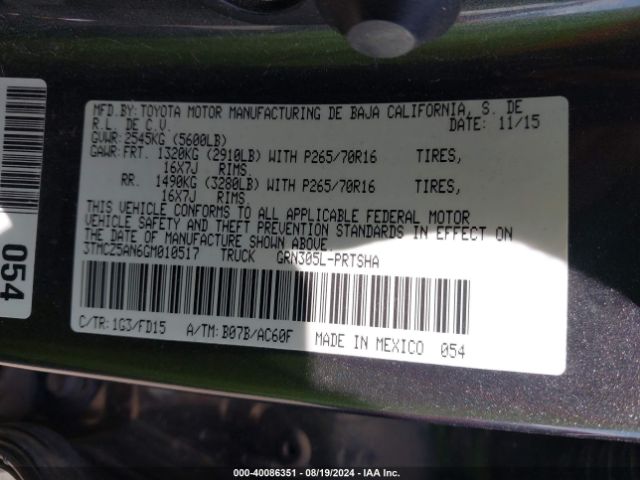 MFD.BY:TOYOTA MOTOR MANUFACTURING DE BAJA CALIFORNIA, S. DE
R.L. DE C.V. DATE: 11/15
GVWR:2545KG (5600LB)
GAWR:FRT. 1320KG (2910LB) WITH P265/70R16 TIRES,
16X7J RIMS.
RR. 1490KG (3280LB) WITH P265/70R16 TIRES,
16X7J RIMS.
THIS VEHICLE CONFORMS TO ALL APPLICABLE FEDERAL MOTOR
VEHICLE SAFETY AND THEFT PREVENTION STANDARDS IN EFFECT ON
THE DATE OF MANUFACTURE SHOWN ABOVE.
3TMCZ5AN6GM010517 TRUCK GRN305L-PRTSHA
C/TR:1G3/FD15 A/TM:B07B/AC60F MADE IN MEXICO 054
054
© - 40086351 - 08/19/2024 - IAA Inc.